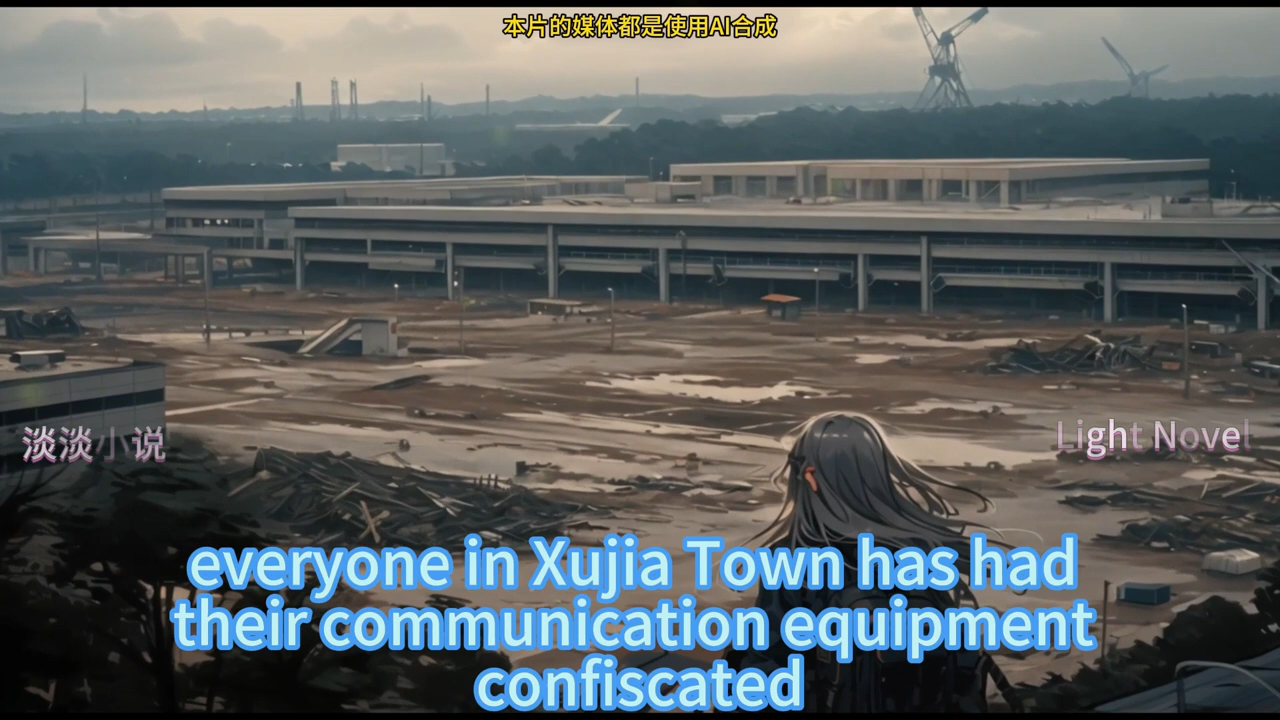 本片的媒体都是使用AI合成
淡淡小说
Light Novel
everyone in Xujia Town has had
their communication equipment
confiscated